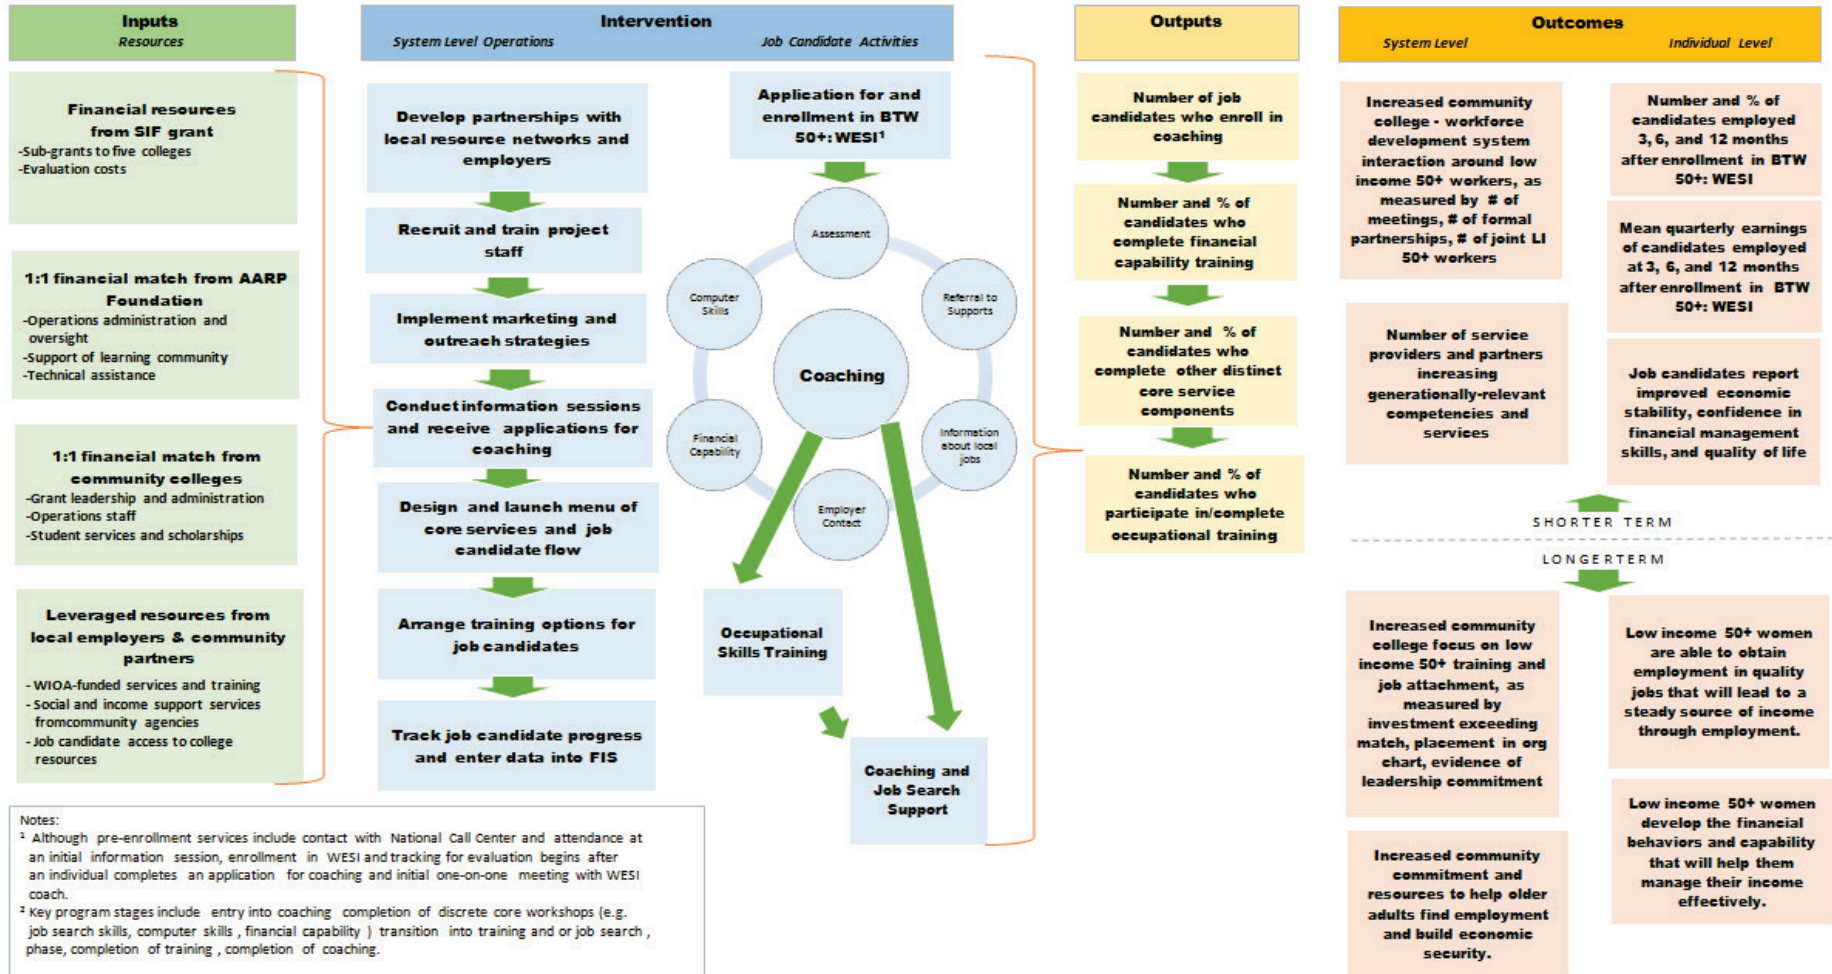 Inputs
Resources
Intervention
System Level Operations
Job Candidate Activities
Outputs
Outcomes
System Level
Individual Level
Financial resources
from SIF grant
-Sub-grants to five colleges
-Evaluation costs
1:1 financial match from AARP
Foundation
-Operations administration and
oversight
-Support of learning community
-Technical assistance
1:1 financial match from
community colleges
-Grant leadership and administration
-Operations staff
-Student services and scholarships
Leveraged resources from
local employers & community
partners
- WIOA-funded services and training
- Social and income support services
fromcommunity agencies
- Job candidate access to college
resources
Develop partnerships with
local resource networks and
employers
Recruit and train project
staff
Implement marketing and
outreach strategies
Conduct information sessions
and receive applications for
coaching
Design and launch menu of
core services and job
candidate flow
Arrange training options for
job candidates
Track job candidate progress
and enter data into FIS
Application for and
enrollment in BTW
50+: WESI¹
Assessment
Computer
Skills
Referral to
Supports
Coaching
Financial
Capability
Information
about local
jobs
Employer
Contact
Occupational
Skills Training
Coaching and
Job Search
Support
Number of job
candidates who enroll in
coaching
Number and % of
candidates who
complete financial
capability training
Number and % of
candidates who
complete other distinct
core service
components
Number and % of
candidates who
participate in/complete
occupational training
Increased community
college - workforce
development system
interaction around low
income 50+ workers, as
measured by # of
meetings, # of formal
partnerships, # of joint LI
50+ workers
Number of service
providers and partners
increasing
generationally-relevant
competencies and
services
Number and % of
candidates employed
3, 6, and 12 months
after enrollment in BTW
50+: WESI
Mean quarterly earnings
of candidates employed
at 3, 6, and 12 months
after enrollment in BTW
50+: WESI
Job candidates report
improved economic
stability, confidence in
financial management
skills, and quality of life
SHORTER TERM
LONGER TERM
Increased community
college focus on low
income 50+ training and
job attachment, as
measured by
investment exceeding
match, placement in org
chart, evidence of
leadership commitment
Increased community
commitment and
resources to help older
adults find employment
and build economic
security.
Low income 50+ women
are able to obtain
employment in quality
jobs that will lead to a
steady source of income
through employment.
Low income 50+ women
develop the financial
behaviors and capability
that will help them
manage their income
effectively.
Notes:
¹ Although pre-enrollment services include contact with National Call Center and attendance at
an initial information session, enrollment in WESI and tracking for evaluation begins after
an individual completes an application for coaching and initial one-on-one meeting with WESI
coach.
² Key program stages include entry into coaching completion of discrete core workshops (e.g.
job search skills, computer skills , financial capability ) transition into training and or job search ,
phase, completion of training , completion of coaching.